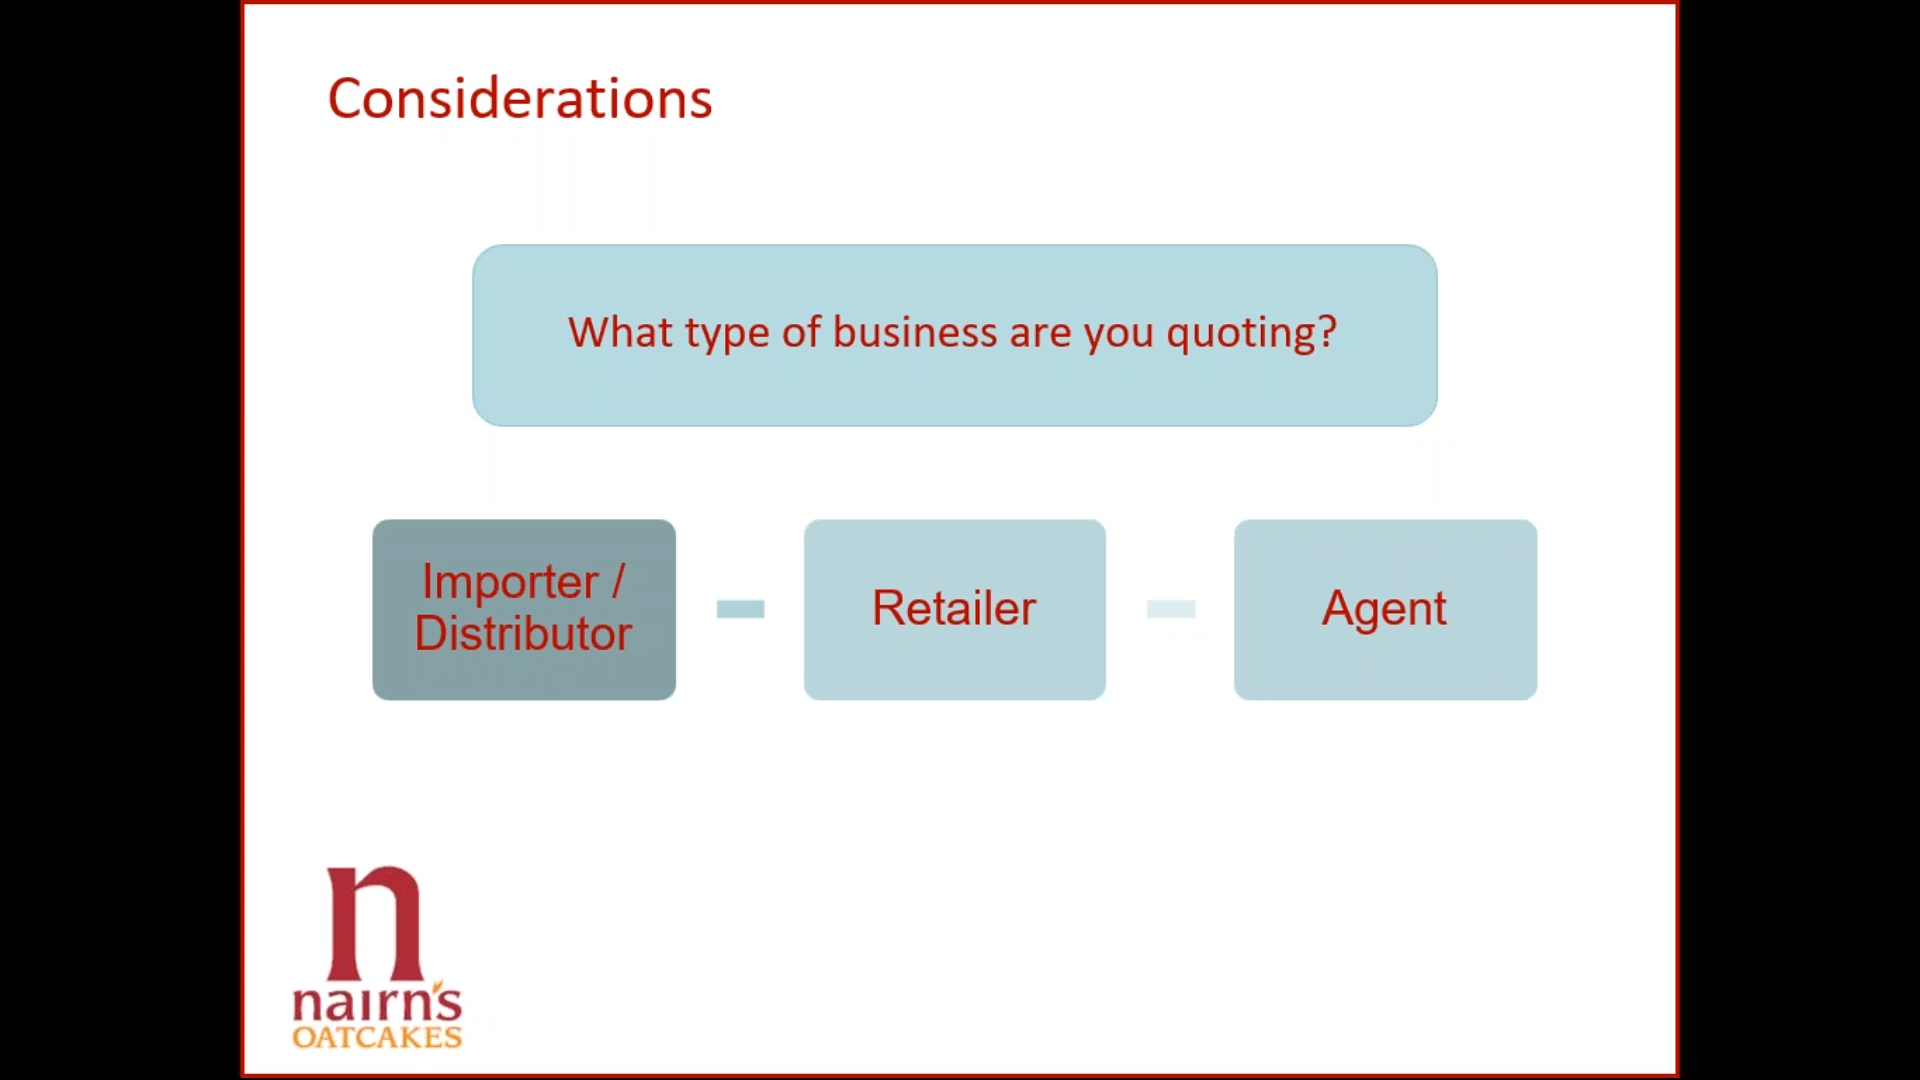 Considerations
What type of business are you quoting?
Importer /
Distributor
Retailer
Agent
n
nairn's
OATCAKES